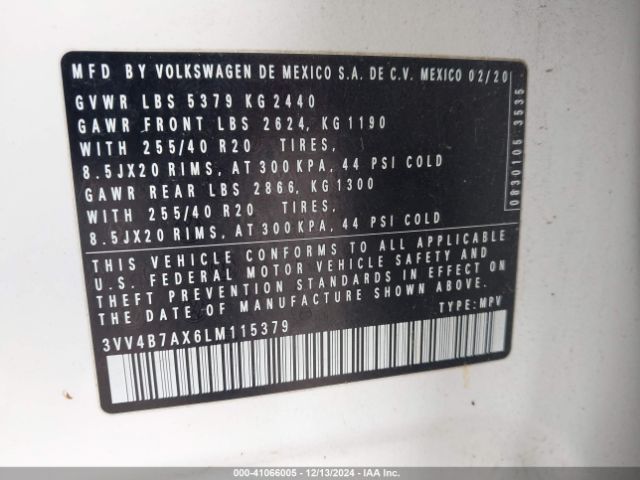 MFD BY VOLKSWAGEN DE MEXICO S.A. DE C.V. MEXICO 02/20
GVWR LBS 5379 KG 2440
GAWR FRONT LBS 2624, KG 1190
WITH 255/40 R20 TIRES,
8.5JX20 RIMS, AT 300 KPA, 44 PSI COLD
GAWR REAR LBS 2866, KG 1300
WITH 255/40 R20 TIRES,
8.5JX20 RIMS, AT 300 KPA, 44 PSI COLD
THIS VEHICLE CONFORMS TO ALL APPLICABLE
U.S. FEDERAL MOTOR VEHICLE SAFETY AND
THEFT PREVENTION STANDARDS IN EFFECT ON
THE DATE OF MANUFACTURE SHOWN ABOVE.
TYPE: MPV
3VV4B7AX6LM115379
0830105 3535
000-41066005 - 12/13/2024 - IAA Inc.